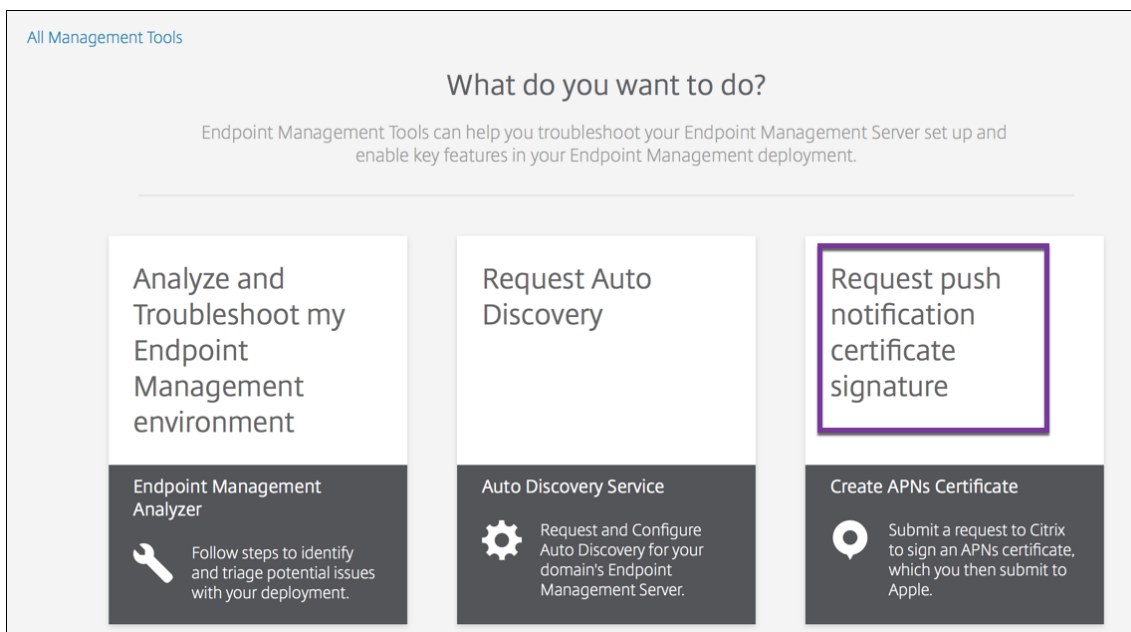 All Management Tools
What do you want to do?
Endpoint Management Tools can help you troubleshoot your Endpoint Management Server set up and
enable key features in your Endpoint Management deployment.
Analyze and
Troubleshoot my
Endpoint
Management
environment
Endpoint Management
Analyzer
Follow steps to identify
and triage potential issues
with your deployment.
Request Auto
Discovery
Auto Discovery Service
Request and Configure
Auto Discovery for your
domain's Endpoint
Management Server.
Request push
notification
certificate
signature
Create APNs Certificate
Submit a request to Citrix
to sign an APNs certificate,
which you then submit to
Apple.